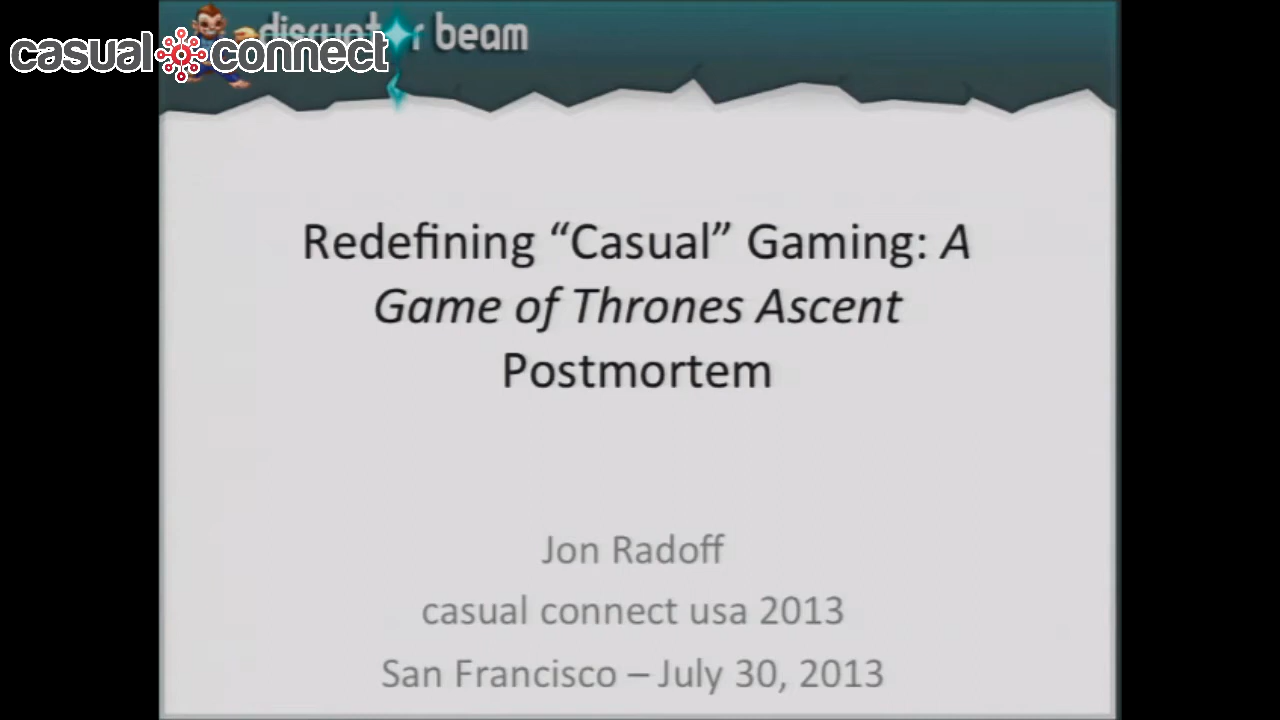 disruptor beam
casual connect
Redefining “Casual” Gaming: A
Game of Thrones Ascent
Postmortem
Jon Radoff
casual connect usa 2013
San Francisco – July 30, 2013